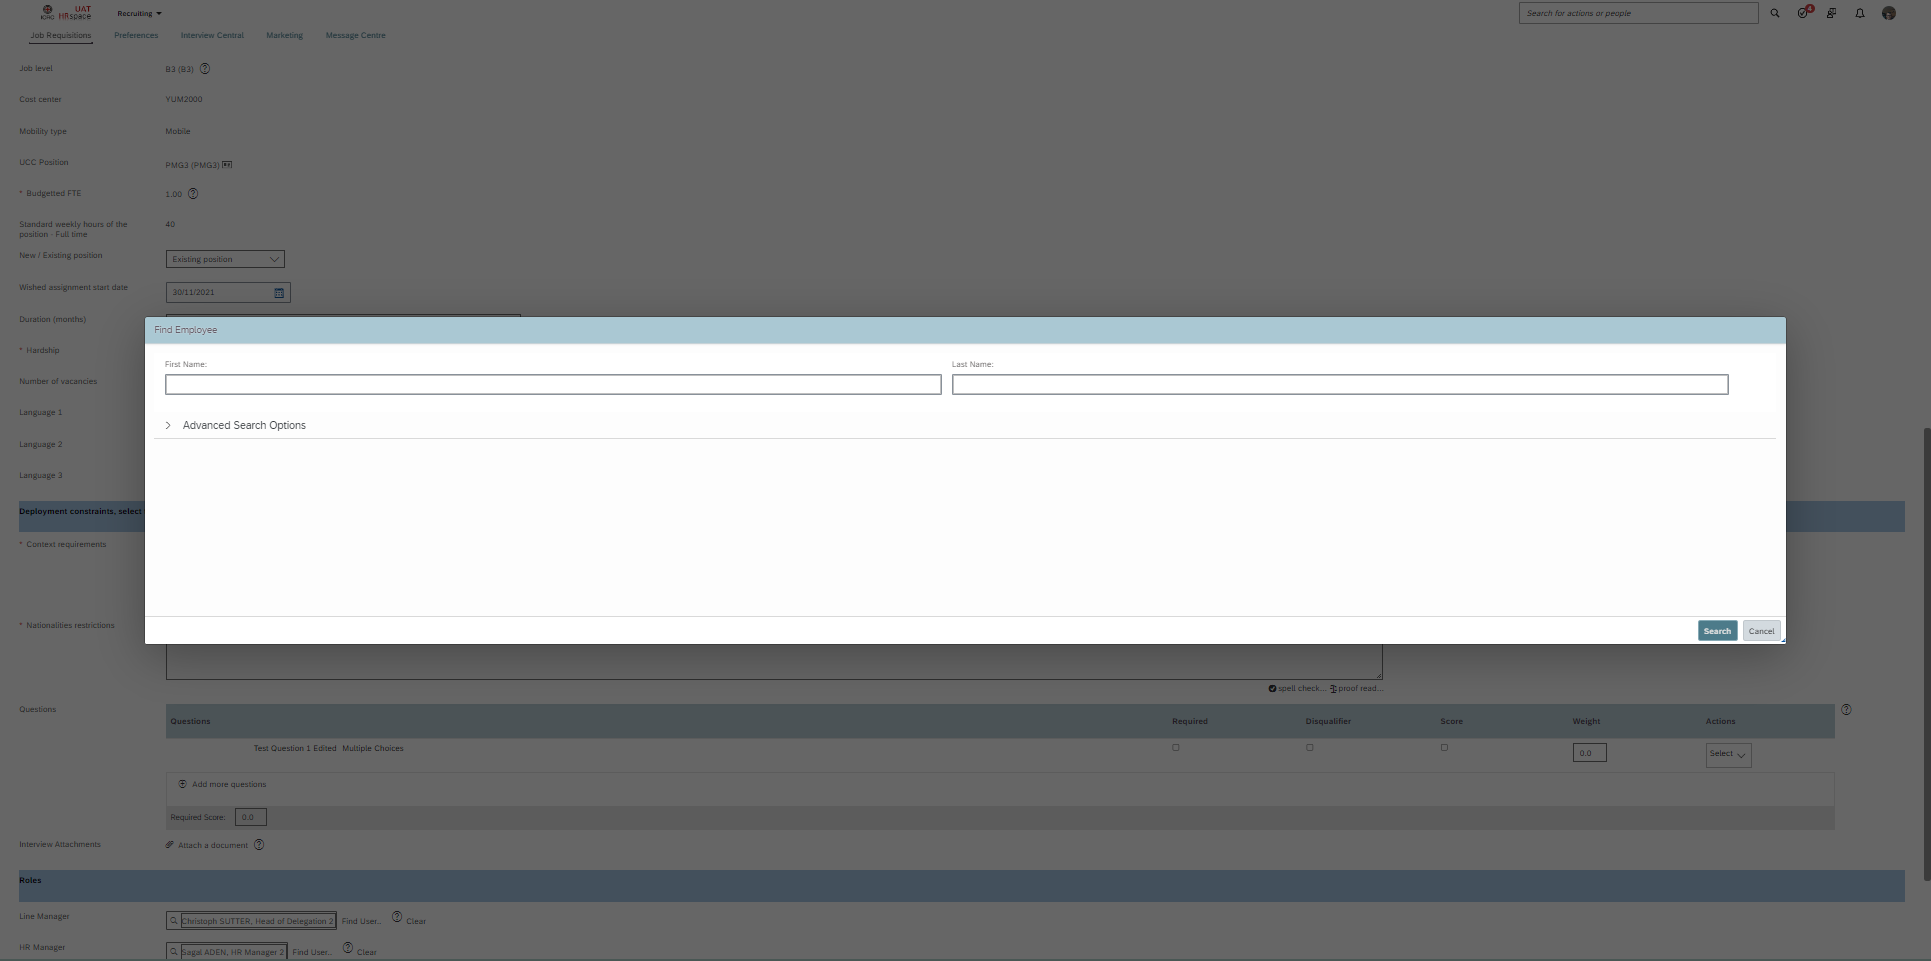 ICRC UAT HRspace
Recruiting
Search for actions or people
4
Job Requisitions Preferences Interview Central Marketing Message Centre
Job level B3 (B3)
Cost center YUM2000
Mobility type Mobile
UCC Position PMG3 (PMG3)
* Budgetted FTE 1.00
Standard weekly hours of the position - Full time 40
New / Existing position Existing position
Wished assignment start date 30/11/2021
Duration (months)
Find Employee
* Hardship
First Name: Last Name:
Number of vacancies
Language 1
Advanced Search Options
Language 2
Language 3
Deployment constraints, select
* Context requirements
* Nationalities restrictions
Search Cancel
spell check... proof read...
Questions
Questions Required Disqualifier Score Weight Actions
Test Question 1 Edited Multiple Choices 0.0 Select
Add more questions
Required Score: 0.0
Interview Attachments Attach a document
Roles
Line Manager Christoph SUTTER, Head of Delegation 2 Find User... Clear
HR Manager Sagal ADEN, HR Manager 2 Find User... Clear